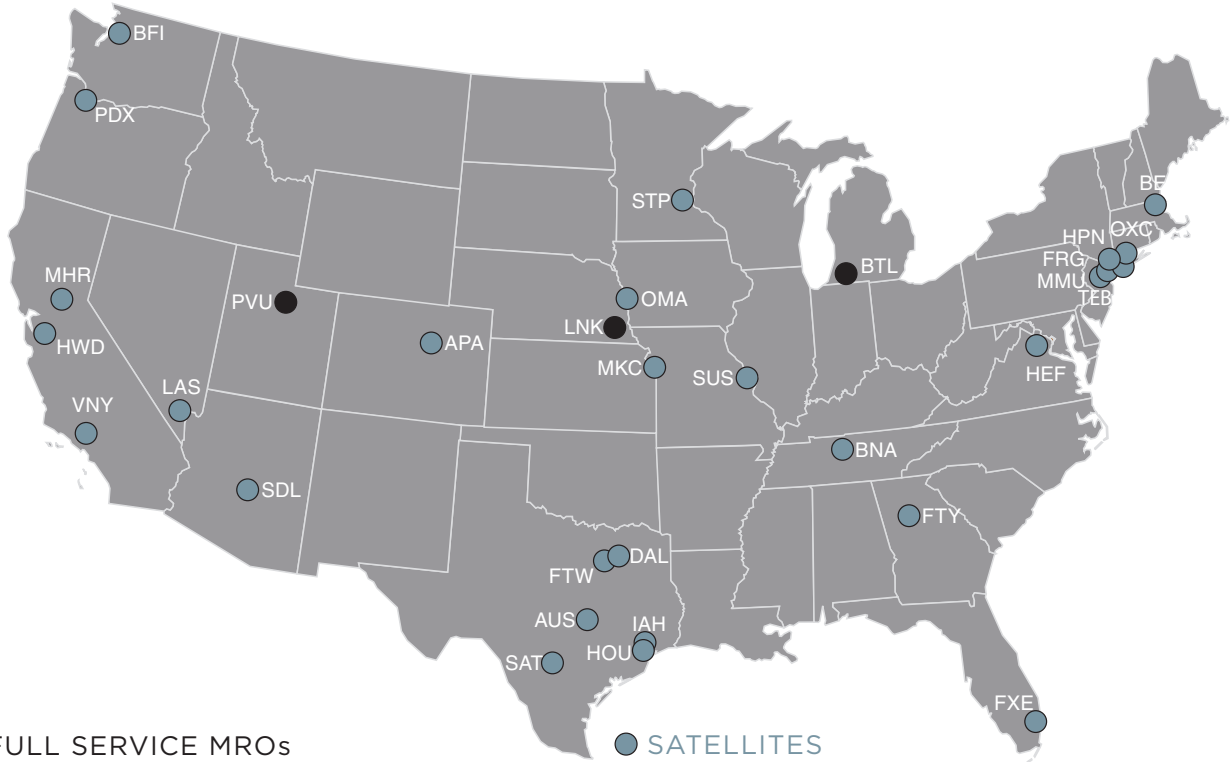 BFI
PDX
STP
BE
HPN
OXC
FRG
MMU
TEB
MHR
PVU
BTL
OMA
LNK
HWD
APA
MKC
SUS
HEF
LAS
VNY
BNA
SDL
FTY
DAL
FTW
AUS
IAH
HOU
SAT
FXE
FULL SERVICE MROs
SATELLITES